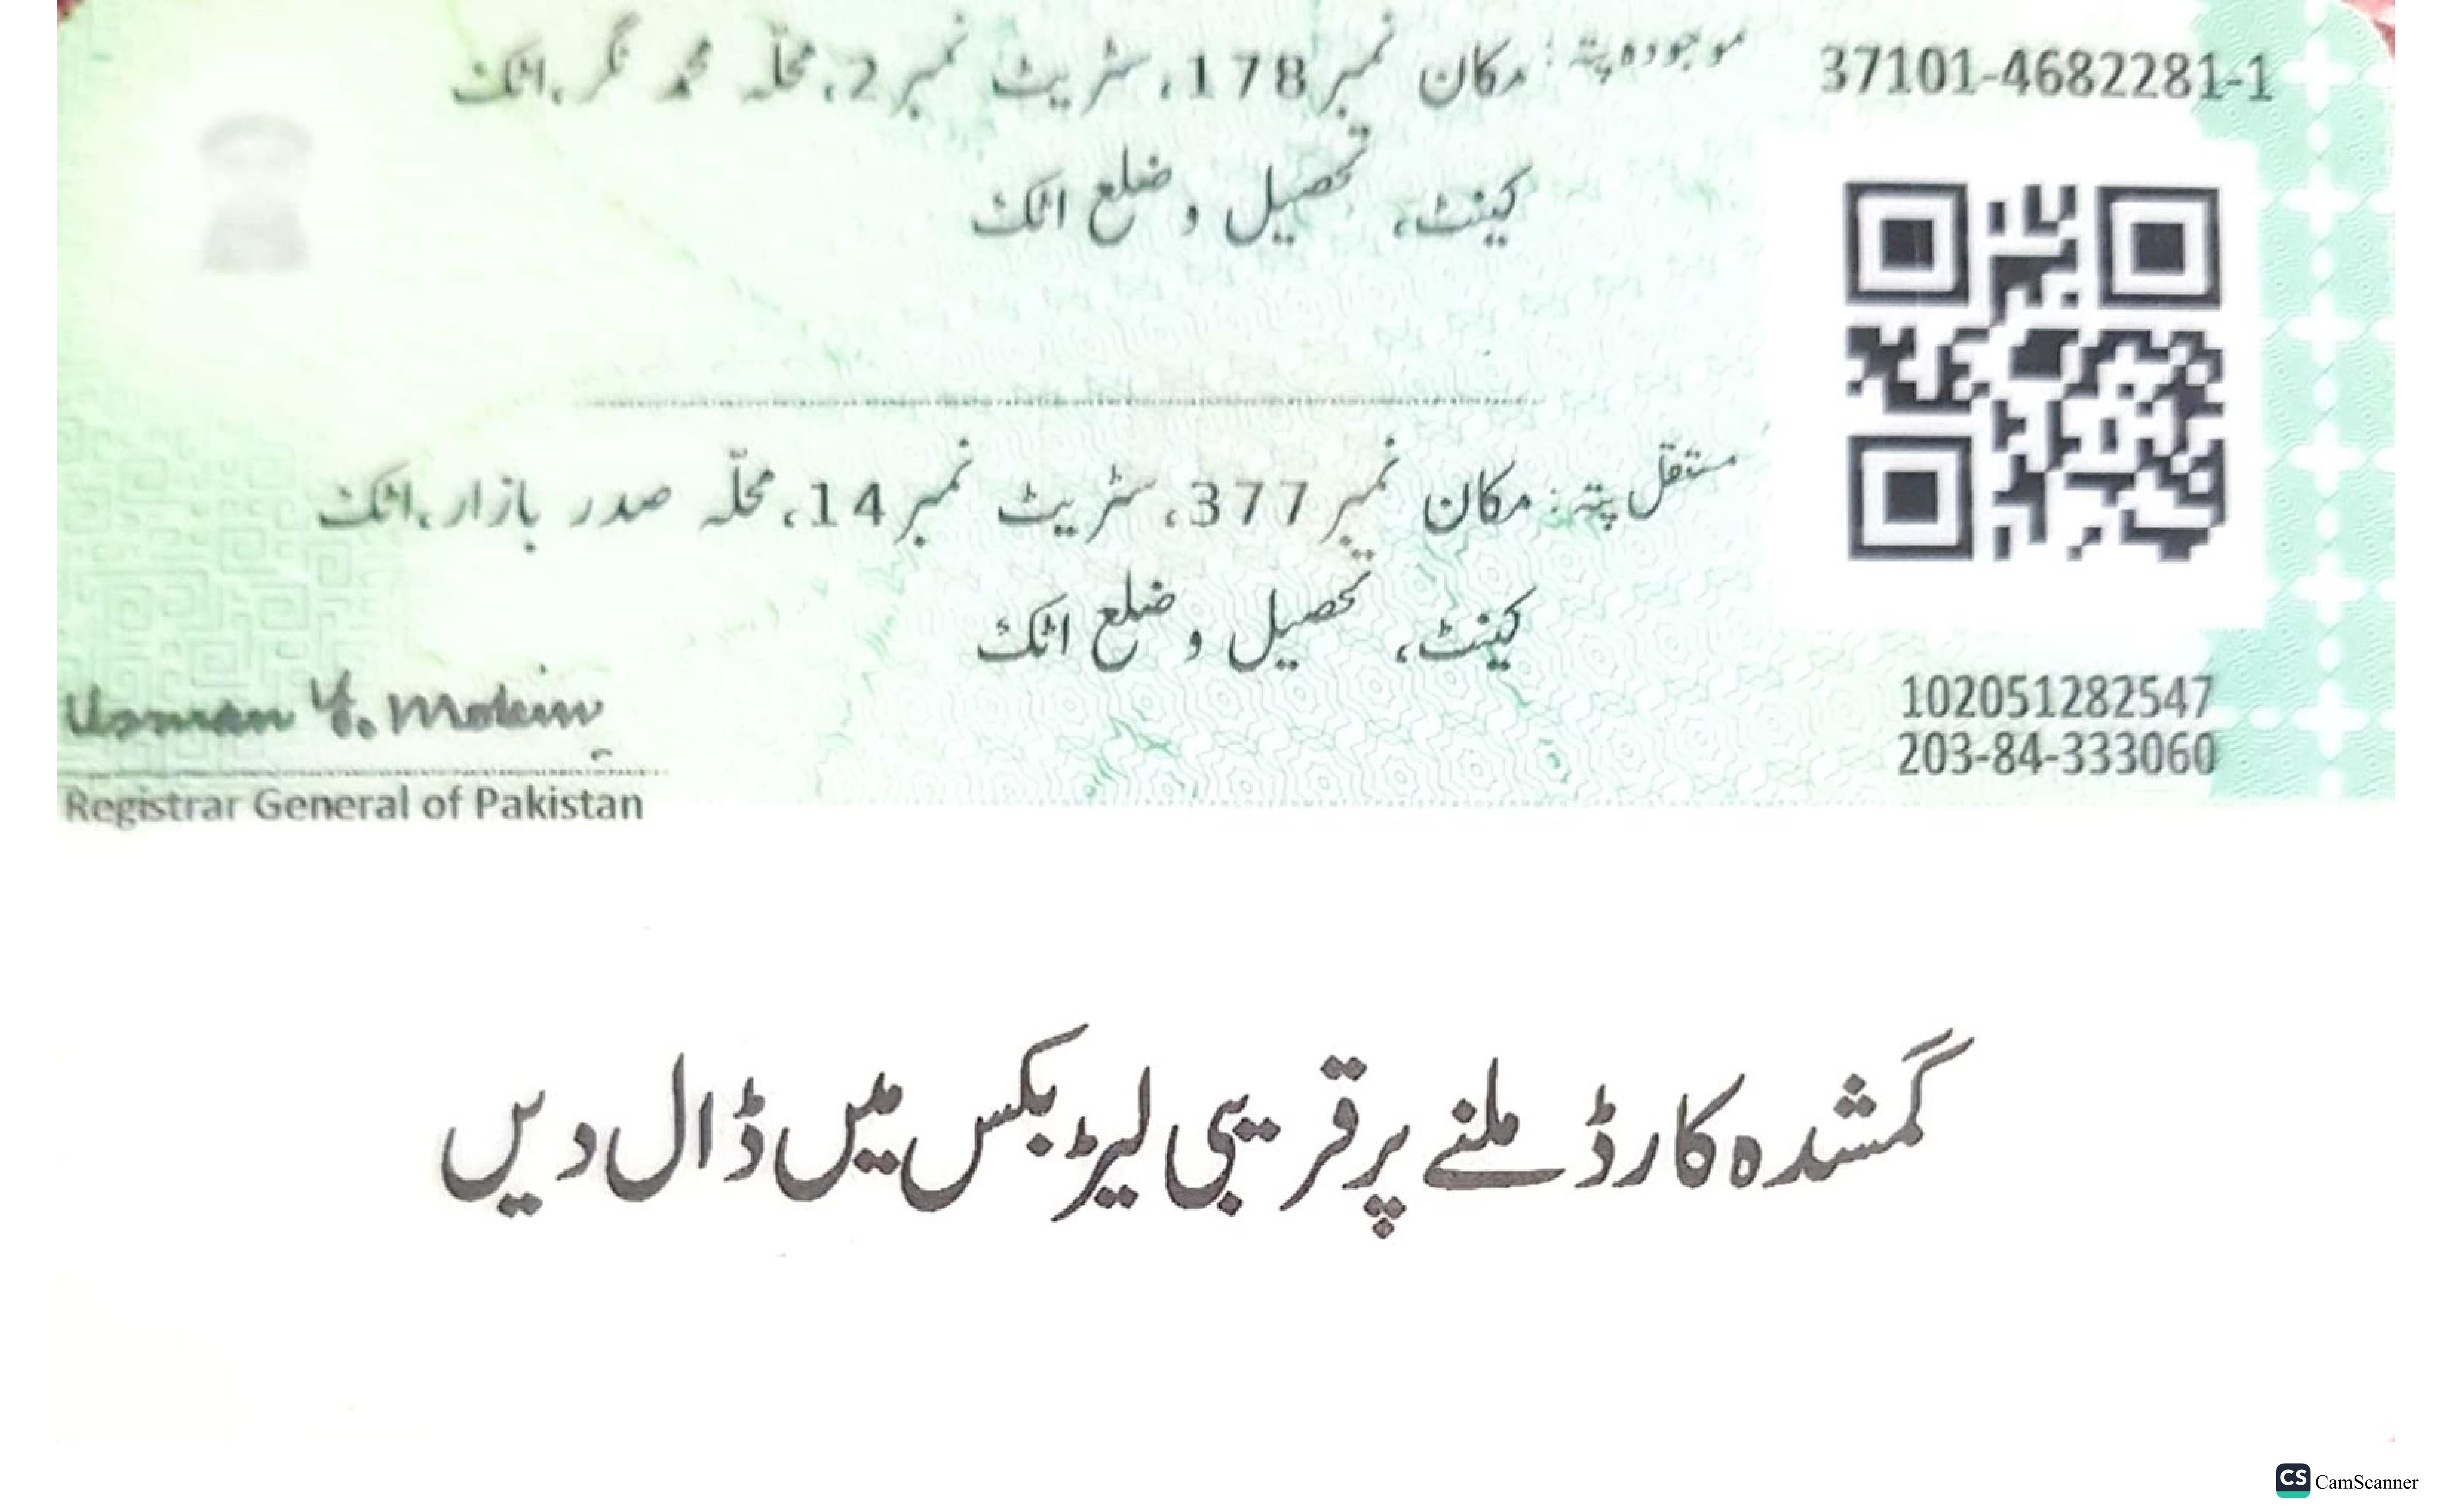 37101-4682281-1
موجودہ پتہ: مکان نمبر 178، سٹریٹ نمبر 2، محلّہ محمد نگر، اٹک
کینٹ، تحصیل و ضلع اٹک
مستقل پتہ: مکان نمبر 377، سٹریٹ نمبر 14، محلّہ صدر بازار، اٹک
کینٹ، تحصیل و ضلع اٹک
102051282547
203-84-333060
Usman Y. Mobin
Registrar General of Pakistan
گمشدہ کارڈ ملنے پر قریبی لیٹر بکس میں ڈال دیں
CS CamScanner